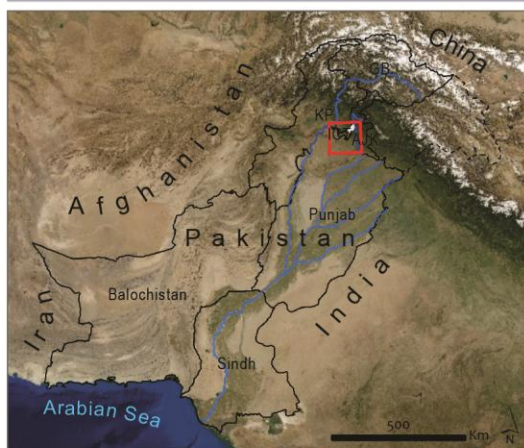 China
GB
KP
A
Afghanistan
Punjab
Pakistan
Iran
Balochistan
India
Sindh
Arabian Sea
500
Km
N